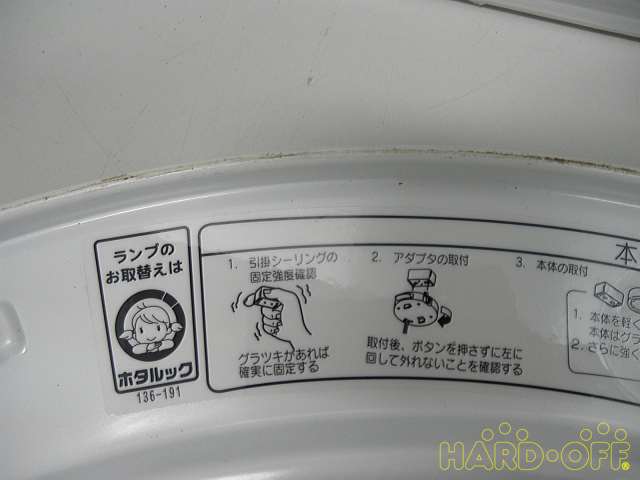 ランプの
お取替えは
ホタルック
136-191
本
1. 引掛シーリングの
固定強度確認
グラツキがあれば
確実に固定する
2. アダプタの取付
取付後、ボタンを押さずに左に
回して外れないことを確認する
3. 本体の取付
1. 本体を軽く
本体はグラ
2. さらに強く
HARD-OFF